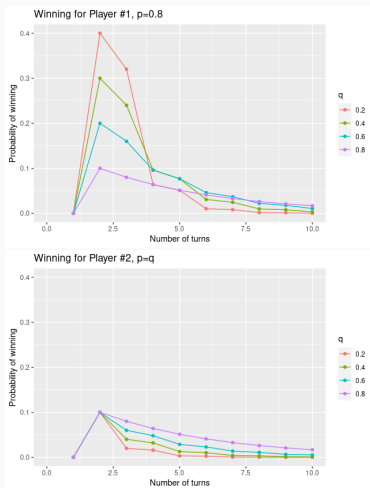 Winning for Player #1, p=0.8
Probability of winning
0.4
0.3
0.2
0.1
0.0
0.0 2.5 5.0 7.5 10.0
Number of turns
q
0.2
0.4
0.6
0.8
Winning for Player #2, p=q
Probability of winning
0.4
0.3
0.2
0.1
0.0
0.0 2.5 5.0 7.5 10.0
Number of turns
q
0.2
0.4
0.6
0.8